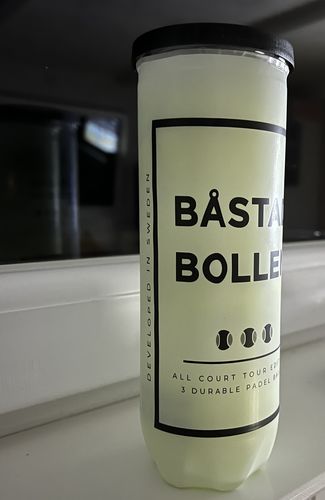 DEVELOPED IN SWEDEN
BÅSTA
BOLLE
ALL COURT TOUR
3 DURABLE PADEL